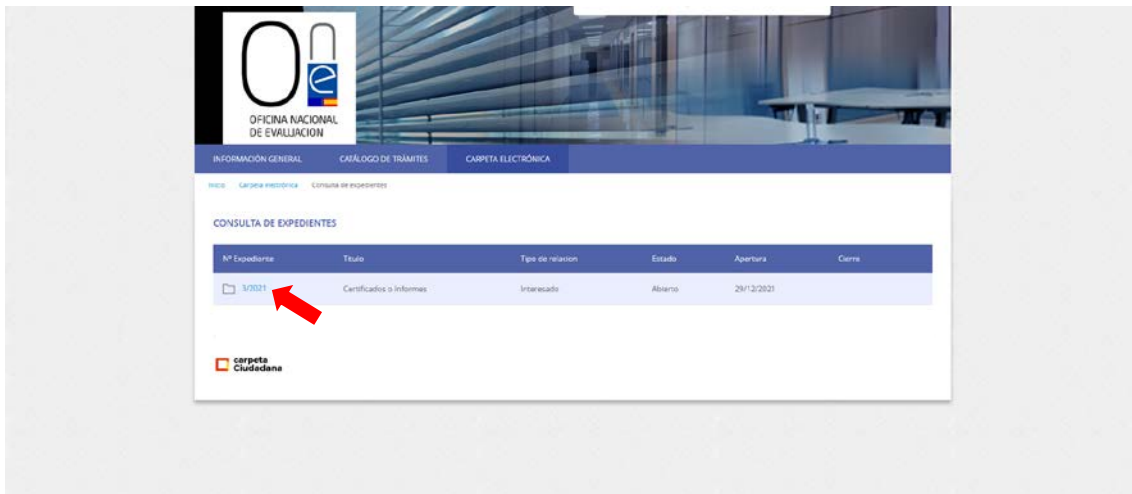 OFICINA NACIONAL
DE EVALUACION
INFORMACIÓN GENERAL CATÁLOGO DE TRÁMITES CARPETA ELECTRÓNICA
Inicio Carpeta electrónica Consulta de expedientes
CONSULTA DE EXPEDIENTES
Nº Expediente Título Tipo de relacion Estado Apertura Cierre
3/2021 Certificados o Informes Interesado Abierto 29/12/2021
carpeta
Ciudadana